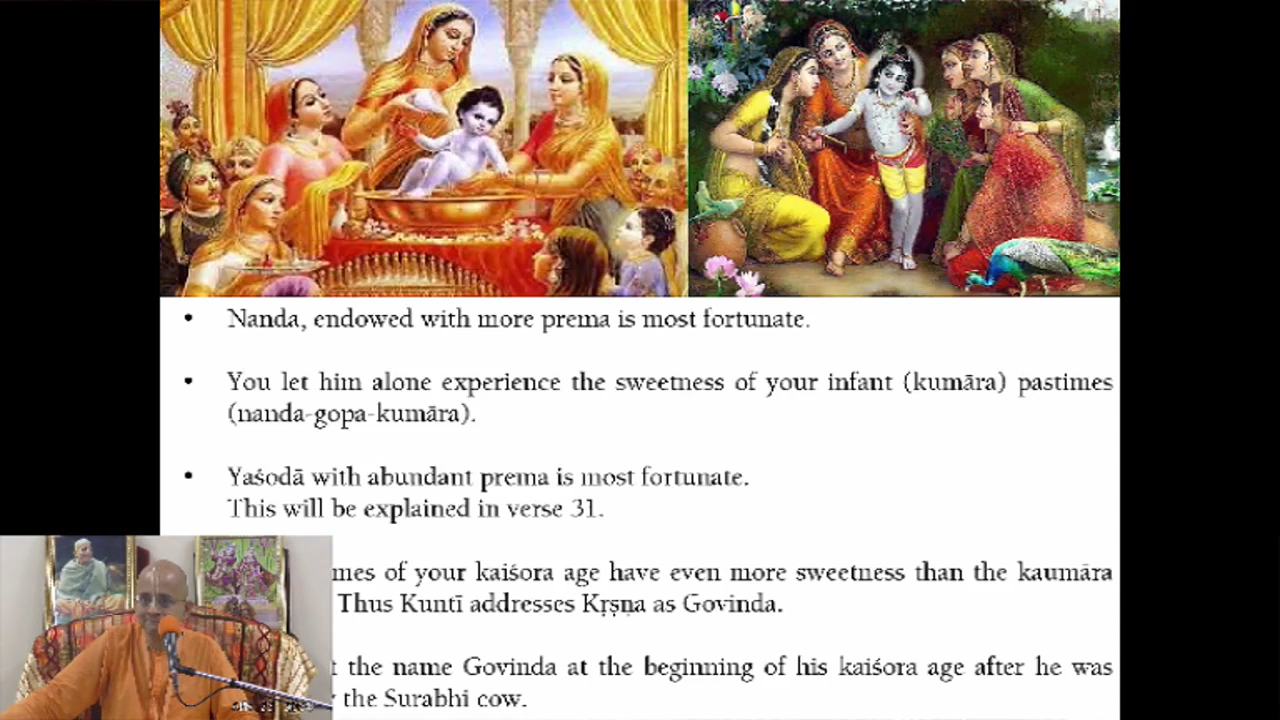 • Nanda, endowed with more prema is most fortunate.
• You let him alone experience the sweetness of your infant (kumāra) pastimes
(nanda-gopa-kumāra).
• Yaśodā with abundant prema is most fortunate.
This will be explained in verse 31.
mes of your kaiśora age have even more sweetness than the kaumāra
Thus Kuntī addresses Kṛṣṇa as Govinda.
t the name Govinda at the beginning of his kaiśora age after he was
the Surabhi cow.